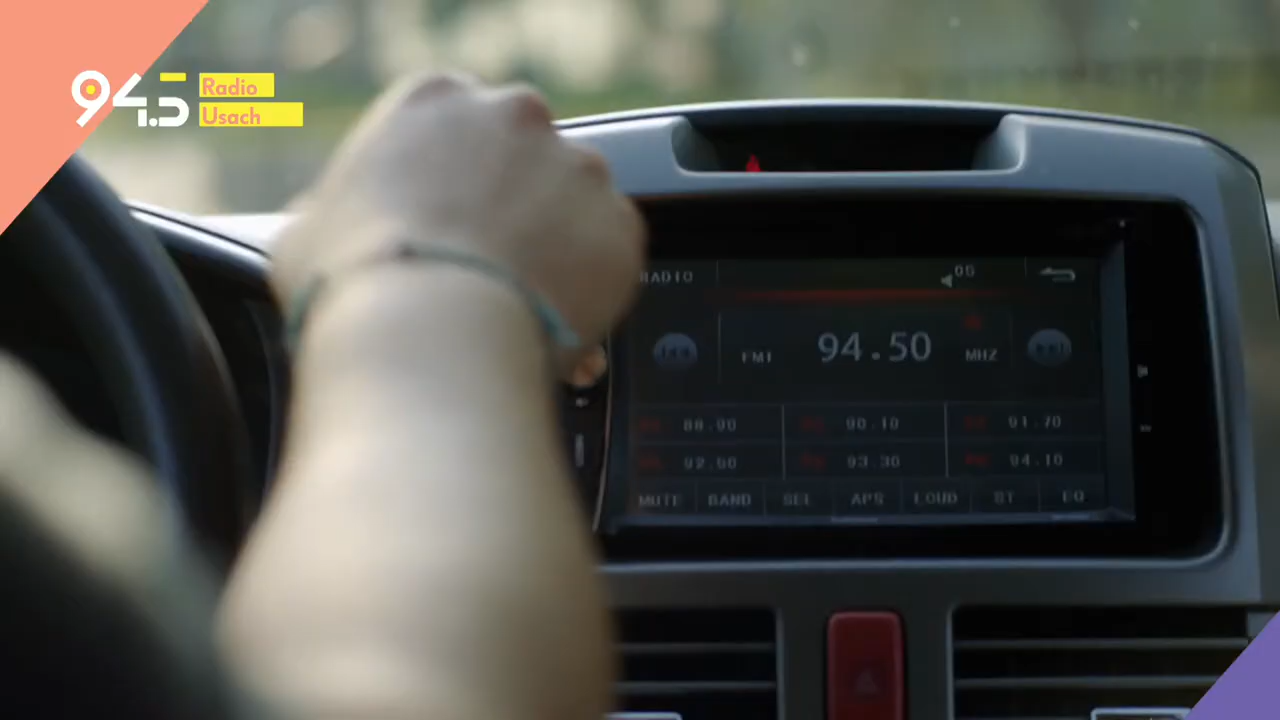 94.5 Radio
Usach
RADIO
05
FM1 94.50 MHZ
88.90 90.10 91.70
92.50 93.30 94.10
MUTE BAND SEL APS LOUD ST EQ